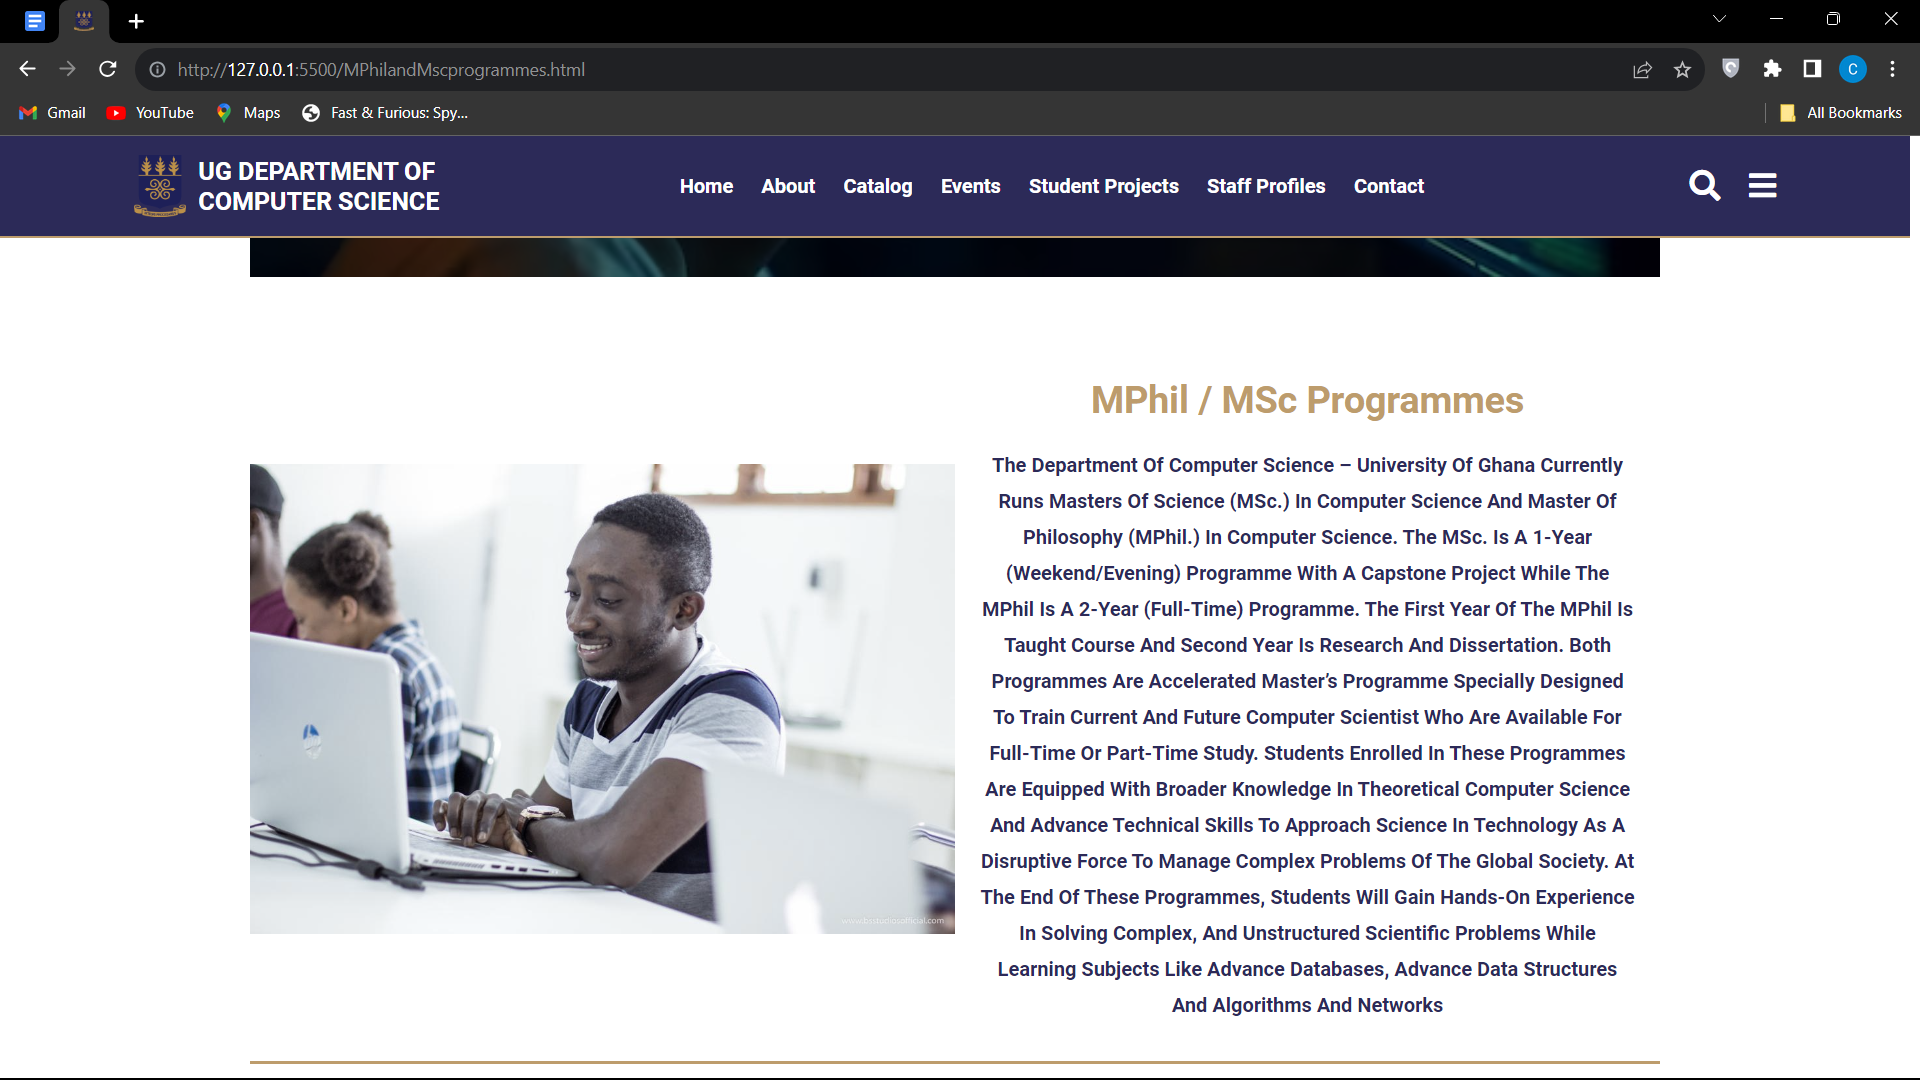 http://127.0.0.1:5500/MPhilandMscprogrammes.html
C
Gmail YouTube Maps Fast & Furious: Spy... All Bookmarks
UG DEPARTMENT OF
COMPUTER SCIENCE
Home About Catalog Events Student Projects Staff Profiles Contact
MPhil / MSc Programmes
The Department Of Computer Science – University Of Ghana Currently
Runs Masters Of Science (MSc.) In Computer Science And Master Of
Philosophy (MPhil.) In Computer Science. The MSc. Is A 1-Year
(Weekend/Evening) Programme With A Capstone Project While The
MPhil Is A 2-Year (Full-Time) Programme. The First Year Of The MPhil Is
Taught Course And Second Year Is Research And Dissertation. Both
Programmes Are Accelerated Master’s Programme Specially Designed
To Train Current And Future Computer Scientist Who Are Available For
Full-Time Or Part-Time Study. Students Enrolled In These Programmes
Are Equipped With Broader Knowledge In Theoretical Computer Science
And Advance Technical Skills To Approach Science In Technology As A
Disruptive Force To Manage Complex Problems Of The Global Society. At
The End Of These Programmes, Students Will Gain Hands-On Experience
In Solving Complex, And Unstructured Scientific Problems While
Learning Subjects Like Advance Databases, Advance Data Structures
And Algorithms And Networks